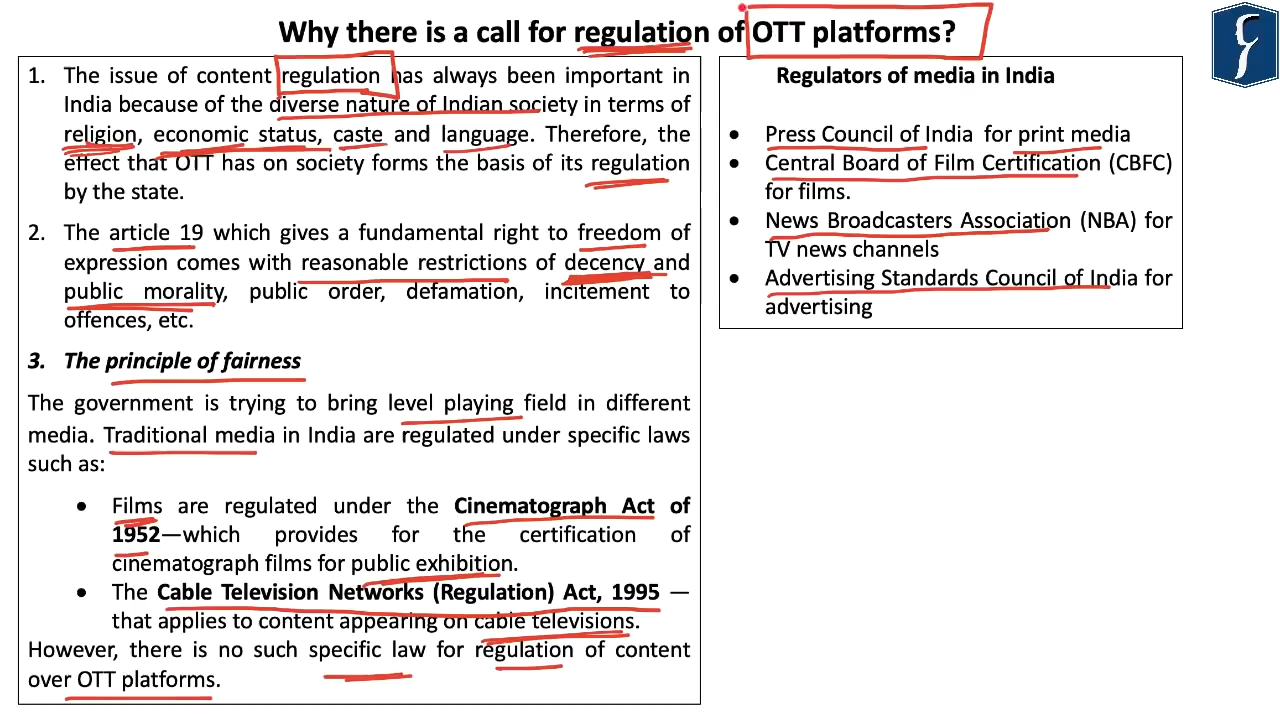 Why there is a call for regulation of OTT platforms?
1. The issue of content regulation has always been important in
India because of the diverse nature of Indian society in terms of
religion, economic status, caste and language. Therefore, the
effect that OTT has on society forms the basis of its regulation
by the state.
2. The article 19 which gives a fundamental right to freedom of
expression comes with reasonable restrictions of decency and
public morality, public order, defamation, incitement to
offences, etc.
3. The principle of fairness
The government is trying to bring level playing field in different
media. Traditional media in India are regulated under specific laws
such as:
• Films are regulated under the Cinematograph Act of
1952—which provides for the certification of
cinematograph films for public exhibition.
• The Cable Television Networks (Regulation) Act, 1995 —
that applies to content appearing on cable televisions.
However, there is no such specific law for regulation of content
over OTT platforms.
Regulators of media in India
• Press Council of India for print media
• Central Board of Film Certification (CBFC)
for films.
• News Broadcasters Association (NBA) for
TV news channels
• Advertising Standards Council of India for
advertising